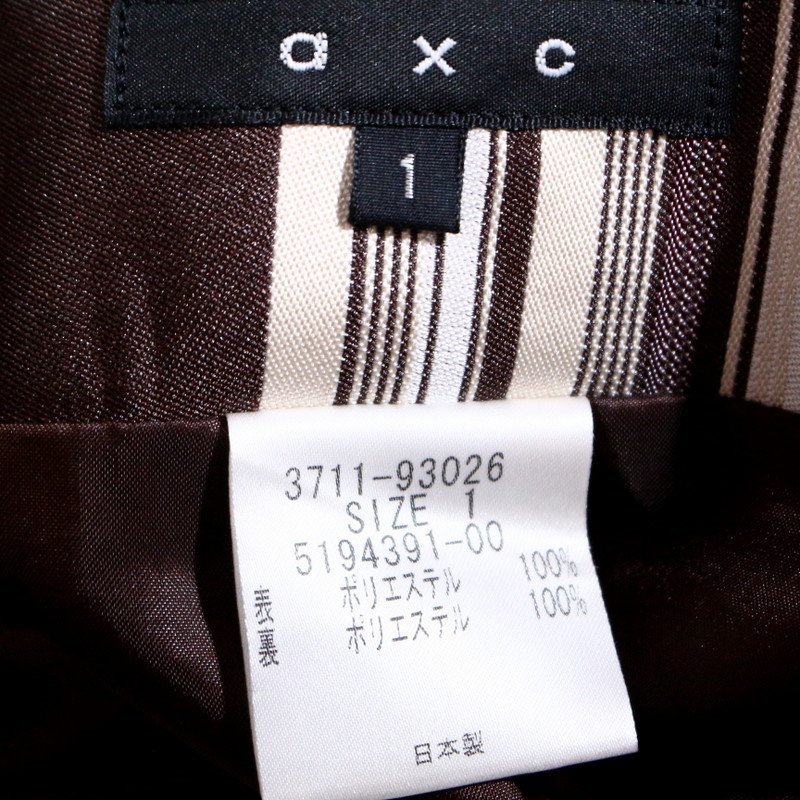 a x c
1
3711-93026
SIZE 1
5194391-00
表 ポリエステル 100%
裏 ポリエステル 100%
日本製